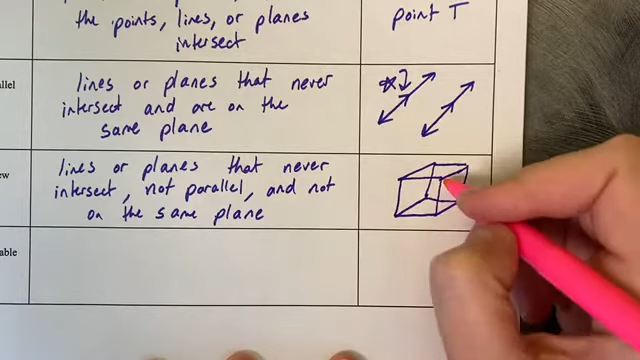 the points, lines, or planes
intersect
point T
llel
lines or planes that never
intersect and are on the
same plane
ew
lines or planes that never
intersect, not parallel, and not
on the same plane
able